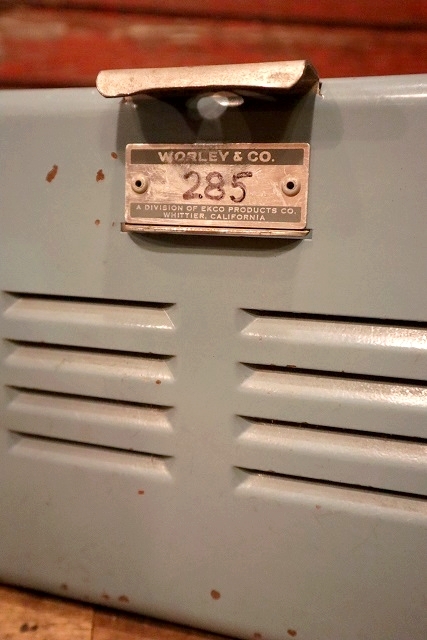 WORLEY & CO.
285
A DIVISION OF EKCO PRODUCTS CO.
WHITTIER, CALIFORNIA